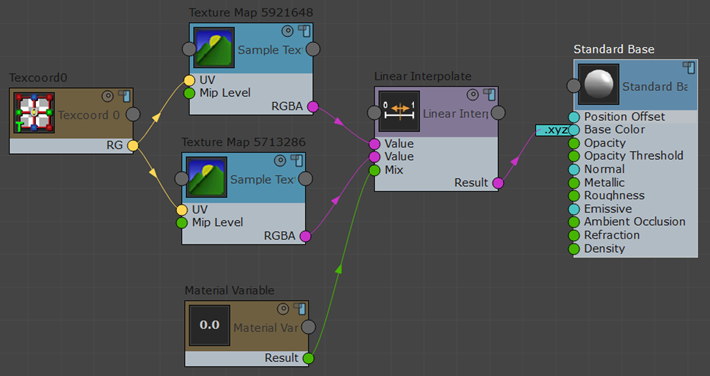 Texture Map 5921648
Sample Tex
UV
Mip Level
RGBA
Texcoord0
Texcoord 0
RG
Texture Map 5713286
Sample Tex
UV
Mip Level
RGBA
Material Variable
0.0
Material Var
Result
Linear Interpolate
0 1
Linear Interp
Value
Value
Mix
Result
Standard Base
Standard Ba
Position Offset
.xyz
Base Color
Opacity
Opacity Threshold
Normal
Metallic
Roughness
Emissive
Ambient Occlusion
Refraction
Density